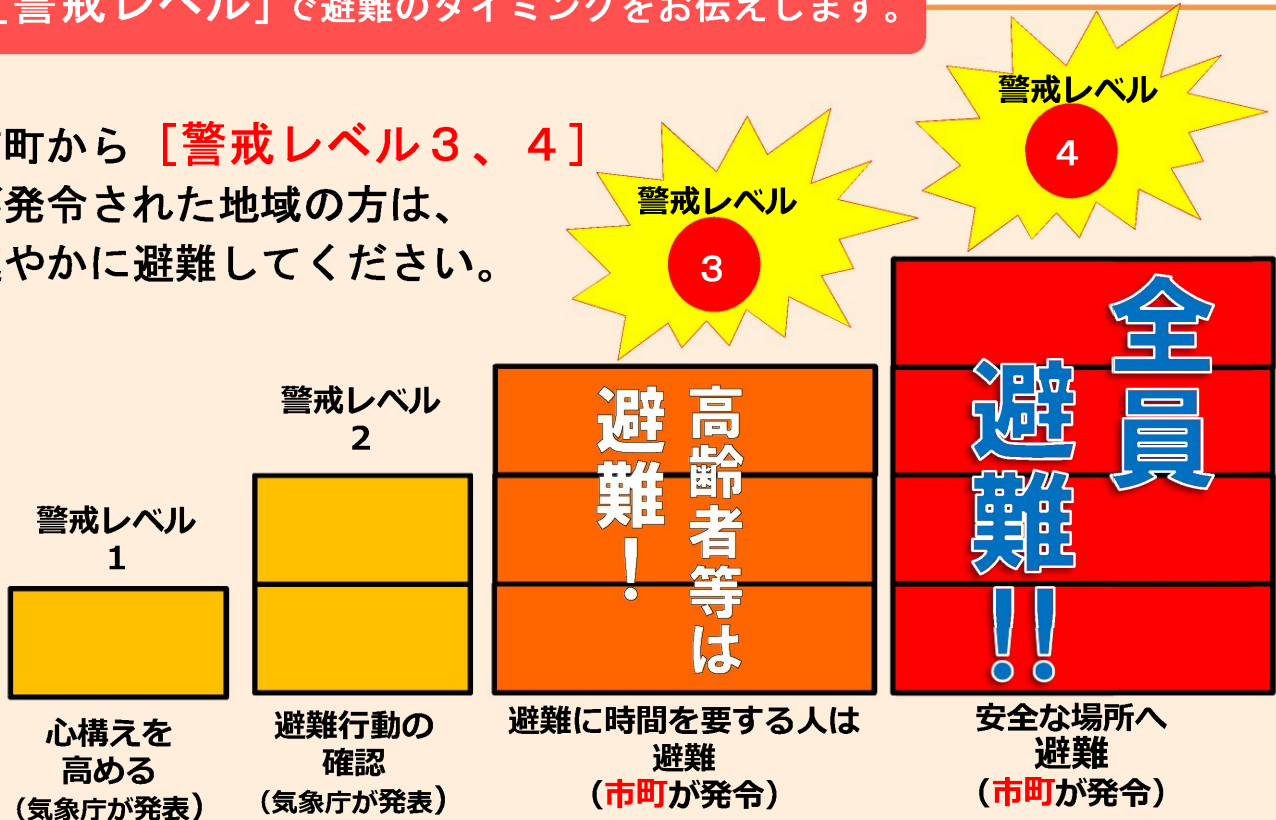 ［警戒レベル］で避難のタイミングをお伝えします。
町から［警戒レベル３、４］
発令された地域の方は、
やかに避難してください。
警戒レベル
４
警戒レベル
３
警戒レベル
2
警戒レベル
1
高齢者等は
避難！
全員
避難!!
心構えを
高める
（気象庁が発表）
避難行動の
確認
（気象庁が発表）
避難に時間を要する人は
避難
（市町が発令）
安全な場所へ
避難
（市町が発令）